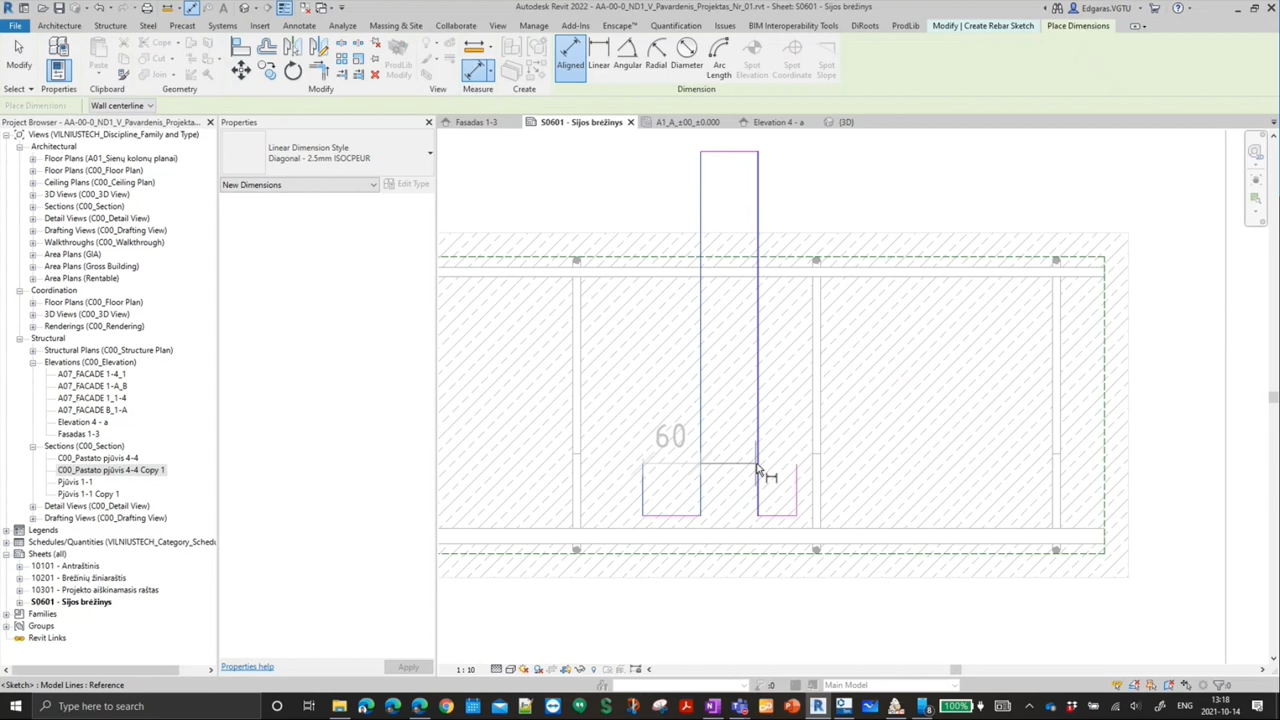 Autodesk Revit 2022 - AA-00-0_ND1_V_Pavardenis_Projektas_Nr_01.rvt - Sheet: S0601 - Sijos brėžinys
Edgaras.VGTU
File Architecture Structure Steel Precast Systems Insert Annotate Analyze Massing & Site Collaborate View Manage Add-Ins Enscape™ Quantification Issues BIM Interoperability Tools DiRoots ProdLib Modify | Create Rebar Sketch Place Dimensions
Modify Paste Cope Cut Join ProdLib Modify Aligned Linear Angular Radial Diameter Arc Length Spot Elevation Spot Coordinate Spot Slope
Select Properties Clipboard Geometry Modify View Measure Create Dimension
Place Dimensions Wall centerline
Project Browser - AA-00-0_ND1_V_Pavardenis_Projekta...
Properties
Fasadas 1-3 S0601 - Sijos brėžinys A1_A_±00_±0.000 Elevation 4 - a {3D}
Views (VILNIUSTECH_Discipline_Family and Type)
Architectural
Floor Plans (A01_Sienų kolonų planai)
Floor Plans (C00_Floor Plan)
Ceiling Plans (C00_Ceiling Plan)
3D Views (C00_3D View)
Sections (C00_Section)
Detail Views (C00_Detail View)
Drafting Views (C00_Drafting View)
Walkthroughs (C00_Walkthrough)
Area Plans (GIA)
Area Plans (Gross Building)
Area Plans (Rentable)
Coordination
Floor Plans (C00_Floor Plan)
3D Views (C00_3D View)
Renderings (C00_Rendering)
Structural
Structural Plans (C00_Structure Plan)
Elevations (C00_Elevation)
A07_FACADE 1-4_1
A07_FACADE 1-A_B
A07_FACADE 1_1-4
A07_FACADE B_1-A
Elevation 4 - a
Fasadas 1-3
Sections (C00_Section)
C00_Pastato pjūvis 4-4
C00_Pastato pjūvis 4-4 Copy 1
Pjūvis 1-1
Pjūvis 1-1 Copy 1
Detail Views (C00_Detail View)
Drafting Views (C00_Drafting View)
Legends
Schedules/Quantities (VILNIUSTECH_Category_Schedu
Sheets (all)
10101 - Antraštinis
10201 - Brėžinių žiniaraštis
10301 - Projekto aiškinamasis raštas
S0601 - Sijos brėžinys
Families
Groups
Revit Links
Linear Dimension Style
Diagonal - 2.5mm ISOCPEUR
New Dimensions Edit Type
60
Properties help Apply
1 : 10
<Sketch> : Model Lines : Reference
:0 Main Model :0
Type here to search
100% ENG 13:18
2021-10-14